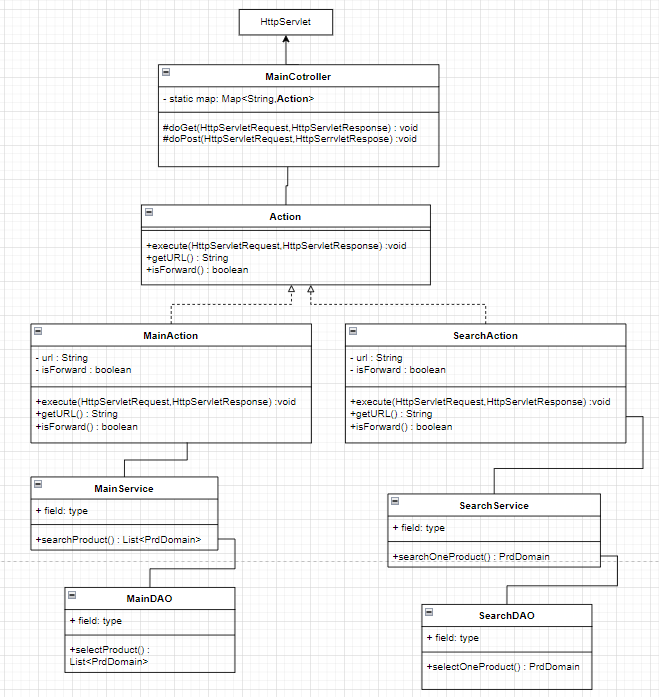 HttpServlet
MainCotroller
- static map: Map<String,Action>
#doGet(HttpServletRequest,HttpServletResponse) : void
#doPost(HttpServletRequest,HttpSerrvletRespose) :void
Action
+execute(HttpServletRequest,HttpServletResponse) :void
+getURL() : String
+isForward() : boolean
MainAction
- url : String
- isForward : boolean
+execute(HttpServletRequest,HttpServletResponse) :void
+getURL() : String
+isForward() : boolean
SearchAction
- url : String
- isForward : boolean
+execute(HttpServletRequest,HttpServletResponse) :void
+getURL() : String
+isForward() : boolean
MainService
+ field: type
+searchProduct() : List<PrdDomain>
SearchService
+ field: type
+searchOneProduct() : PrdDomain
MainDAO
+ field: type
+selectProduct() :
List<PrdDomain>
SearchDAO
+ field: type
+selectOneProduct() : PrdDomain